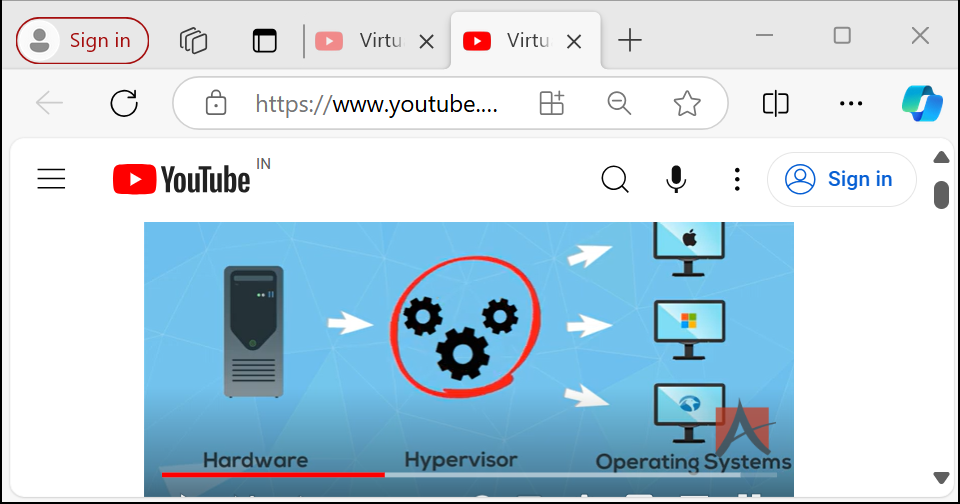 Sign in
Virtu
Virtu
https://www.youtube....
YouTube IN
Sign in
Hardware
Hypervisor
Operating Systems